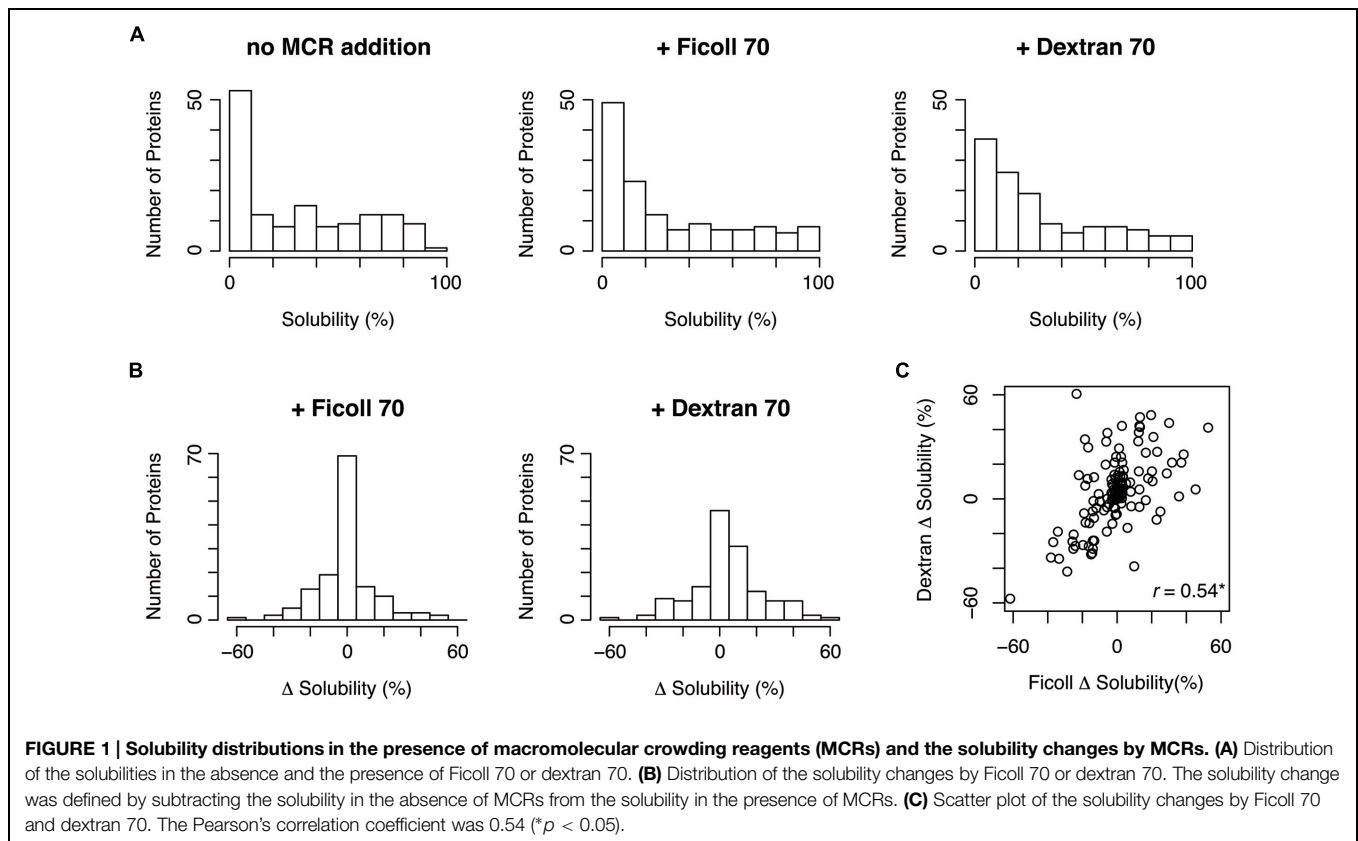 A
no MCR addition
+ Ficoll 70
+ Dextran 70
Number of Proteins
50
0
0
100
Solubility (%)
Number of Proteins
50
0
0
100
Solubility (%)
Number of Proteins
50
0
0
100
Solubility (%)
B
C
+ Ficoll 70
+ Dextran 70
Number of Proteins
70
0
−60
0
60
Δ Solubility (%)
Number of Proteins
70
0
−60
0
60
Δ Solubility (%)
Dextran Δ Solubility (%)
60
0
−60
r = 0.54*
−60
0
60
Ficoll Δ Solubility(%)
FIGURE 1 | Solubility distributions in the presence of macromolecular crowding reagents (MCRs) and the solubility changes by MCRs. (A) Distribution
of the solubilities in the absence and the presence of Ficoll 70 or dextran 70. (B) Distribution of the solubility changes by Ficoll 70 or dextran 70. The solubility change
was defined by subtracting the solubility in the absence of MCRs from the solubility in the presence of MCRs. (C) Scatter plot of the solubility changes by Ficoll 70
and dextran 70. The Pearson's correlation coefficient was 0.54 (*p < 0.05).